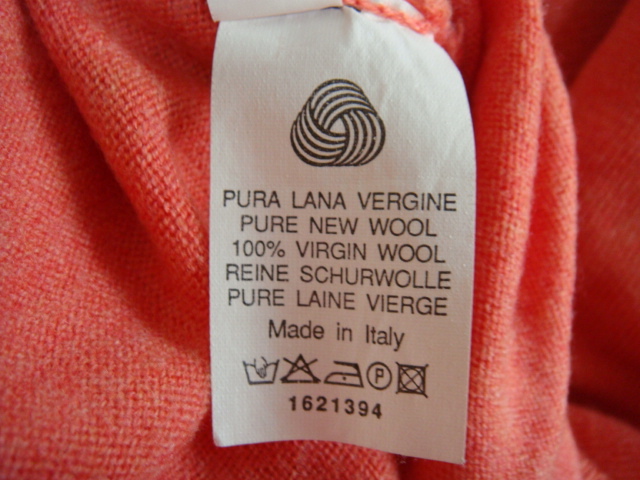 PURA LANA VERGINE
PURE NEW WOOL
100% VIRGIN WOOL
REINE SCHURWOLLE
PURE LAINE VIERGE
Made in Italy
P
1621394